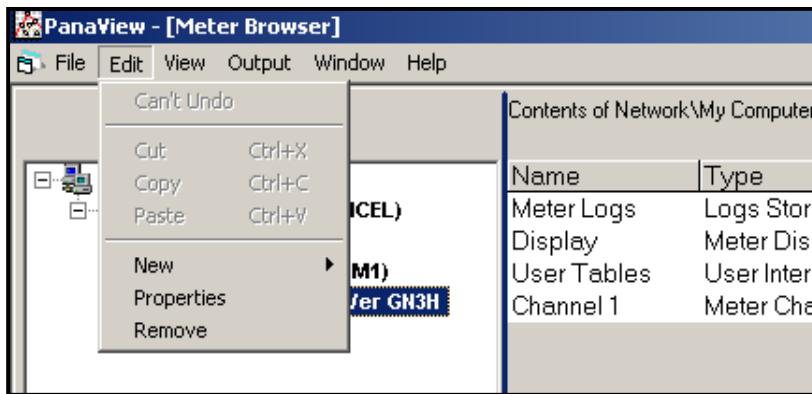 PanaView - [Meter Browser]
File Edit View Output Window Help
Can't Undo
Cut Ctrl+X
Copy Ctrl+C
Paste Ctrl+V
New
Properties
Remove
ICEL)
M1)
Ver GN3H
Contents of Network\My Computer
Name Type
Meter Logs Logs Stor
Display Meter Dis
User Tables User Inter
Channel 1 Meter Cha